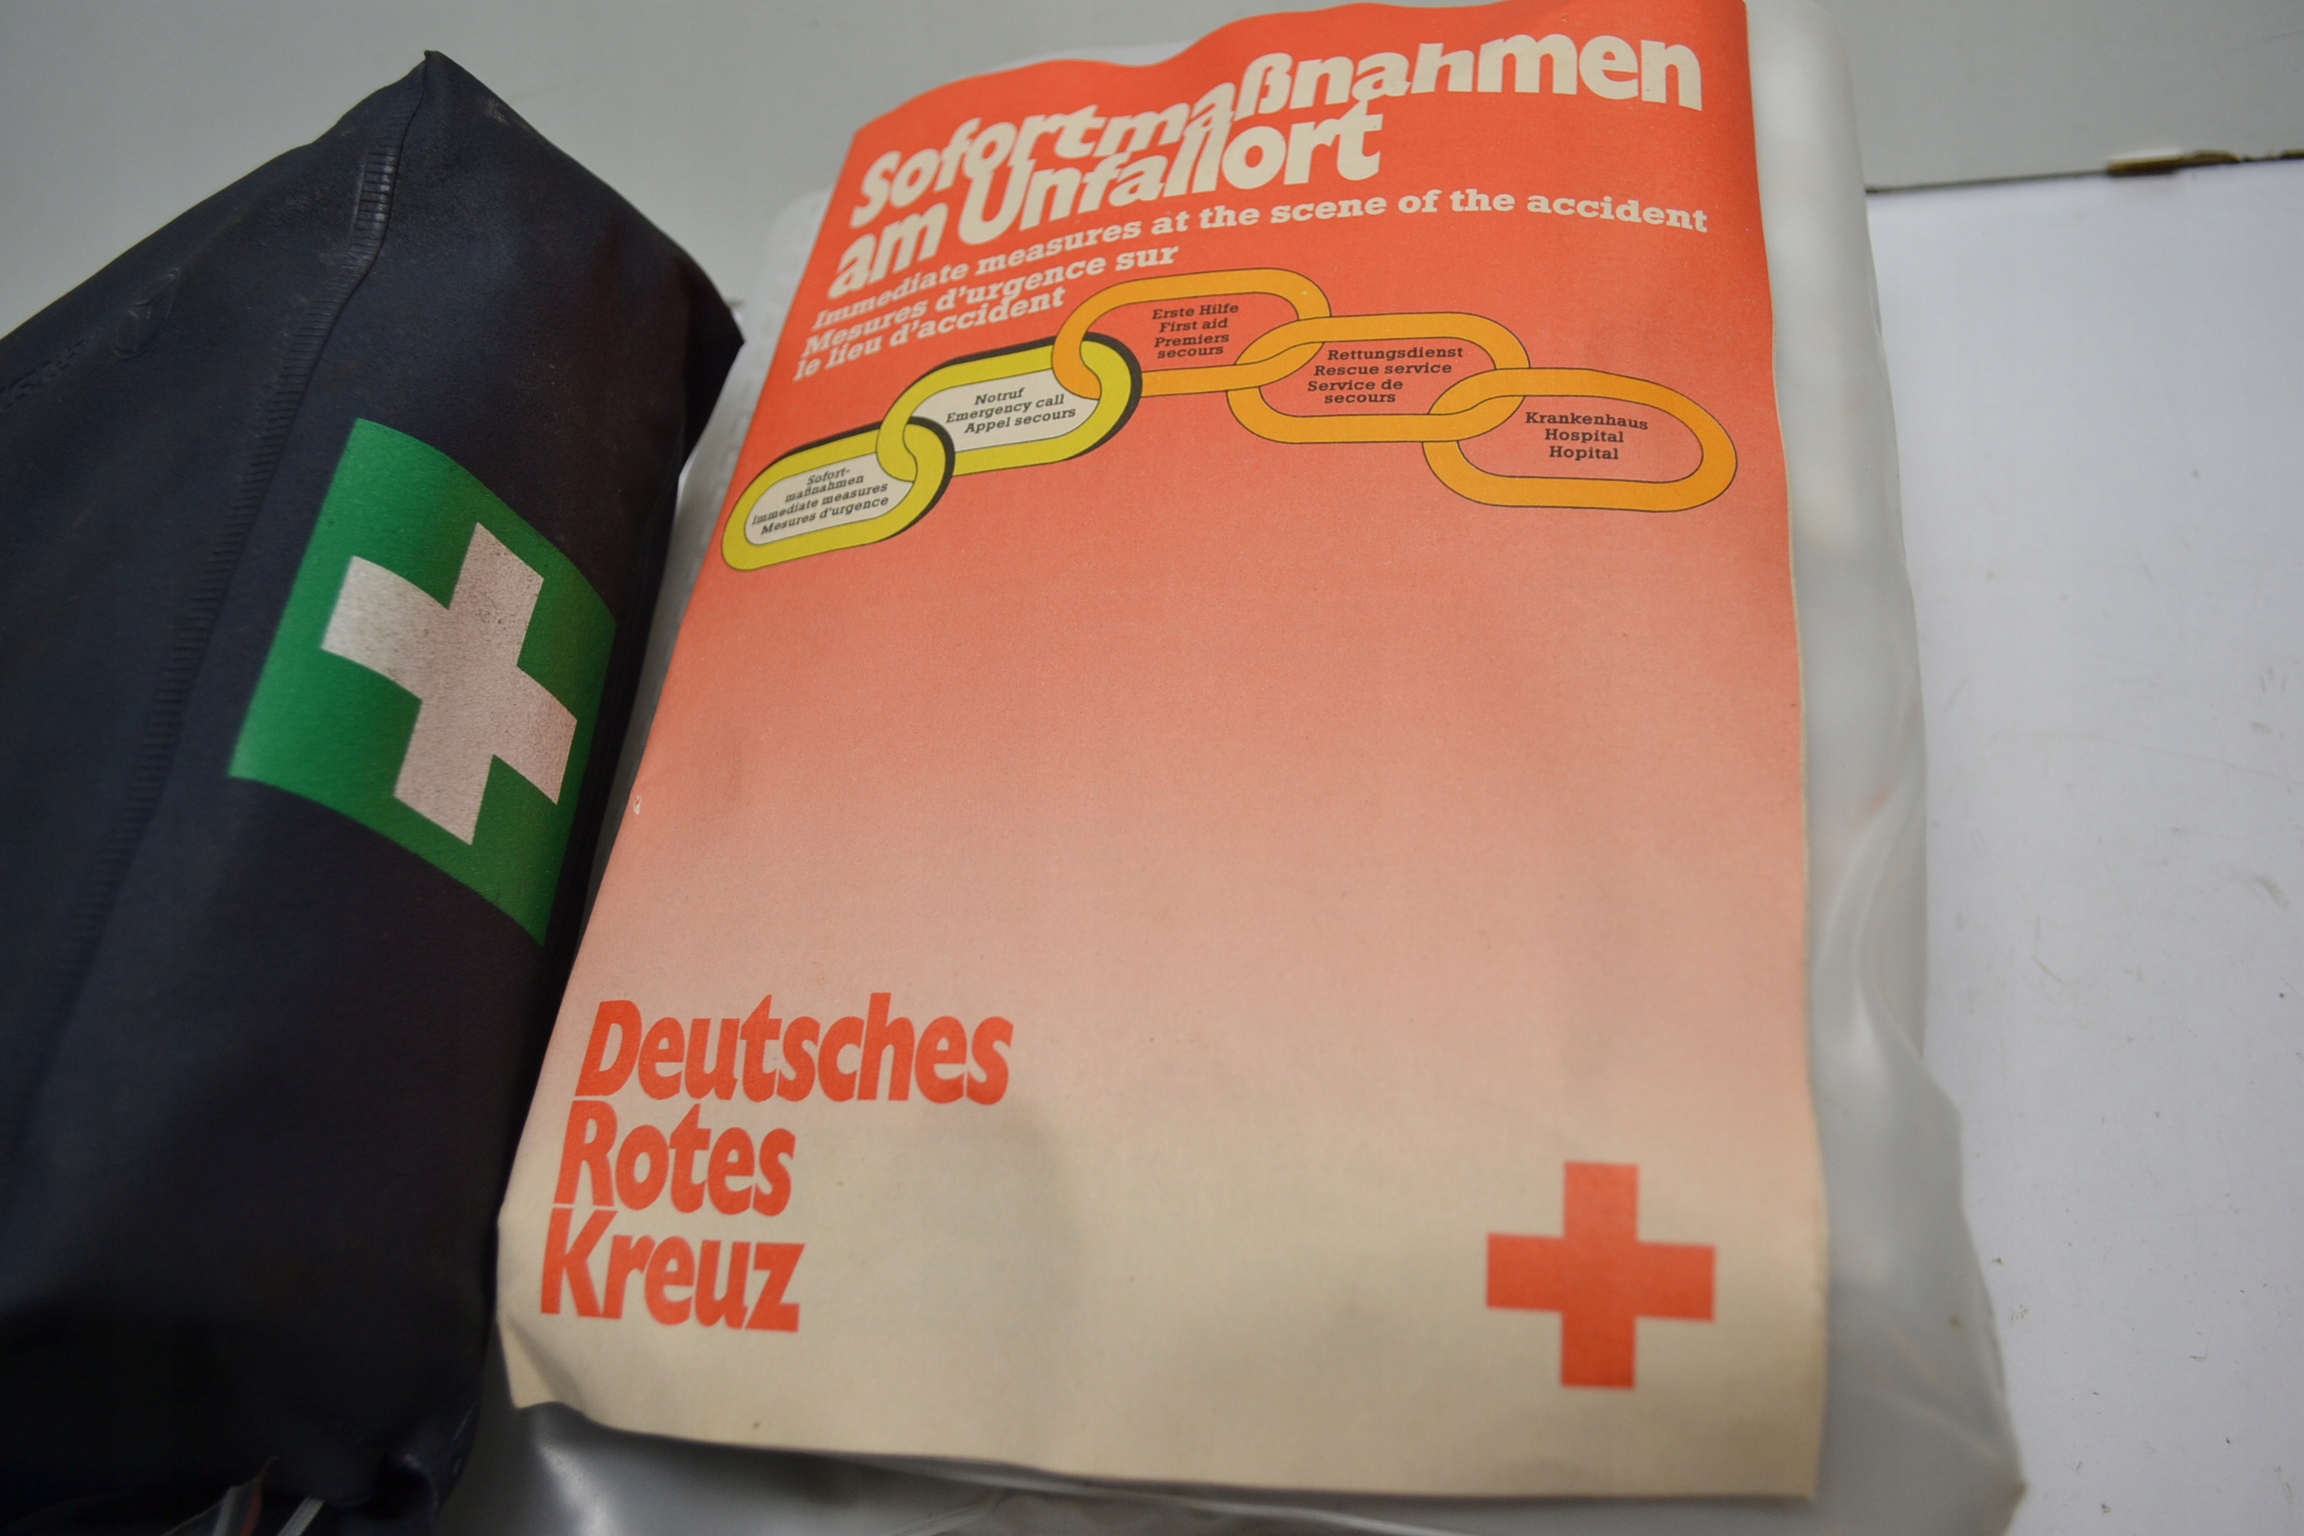 Sofortmaßnahmen
am Unfallort
Immediate measures at the scene of the accident
Mesures d'urgence sur
le lieu d'accident
Sofort-
maßnahmen
Immediate measures
Mesures d'urgence
Notruf
Emergency call
Appel secours
Erste Hilfe
First aid
Premiers
secours
Rettungsdienst
Rescue service
Service de
secours
Krankenhaus
Hospital
Hopital
Deutsches
Rotes
Kreuz